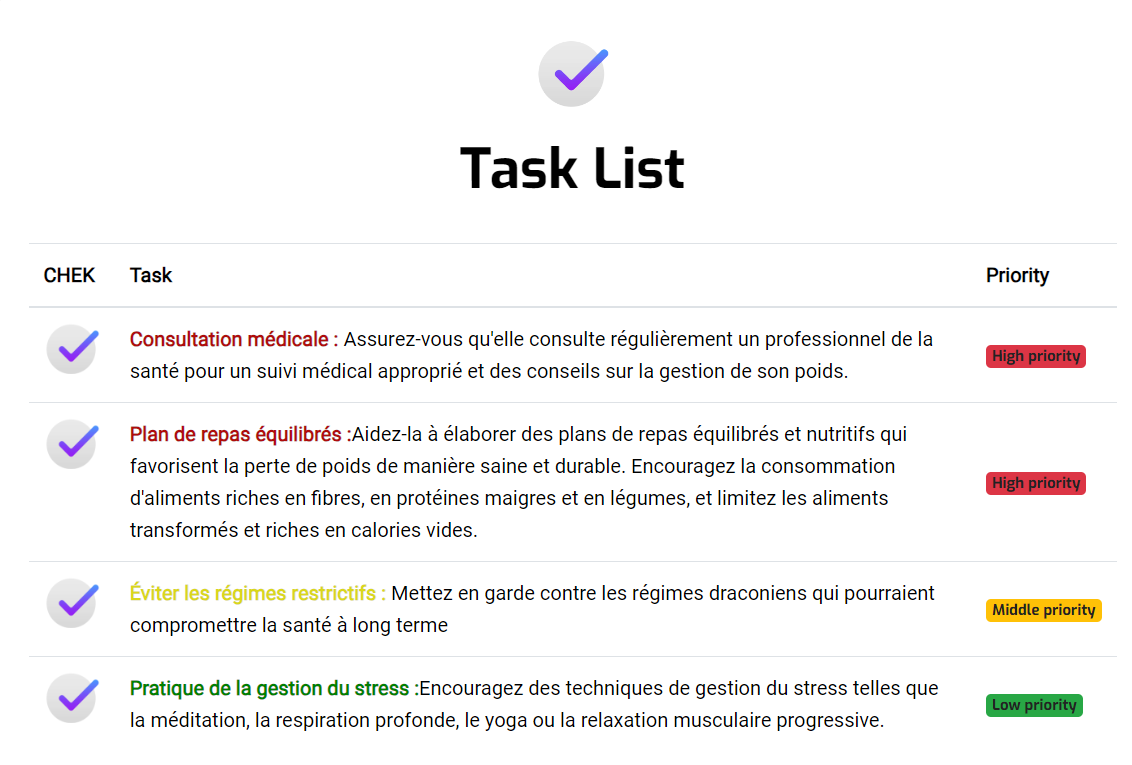 Task List
CHEK Task Priority
Consultation médicale : Assurez-vous qu'elle consulte régulièrement un professionnel de la
santé pour un suivi médical approprié et des conseils sur la gestion de son poids.
High priority
Plan de repas équilibrés :Aidez-la à élaborer des plans de repas équilibrés et nutritifs qui
favorisent la perte de poids de manière saine et durable. Encouragez la consommation
d'aliments riches en fibres, en protéines maigres et en légumes, et limitez les aliments
transformés et riches en calories vides.
High priority
Éviter les régimes restrictifs : Mettez en garde contre les régimes draconiens qui pourraient
compromettre la santé à long terme
Middle priority
Pratique de la gestion du stress :Encouragez des techniques de gestion du stress telles que
la méditation, la respiration profonde, le yoga ou la relaxation musculaire progressive.
Low priority